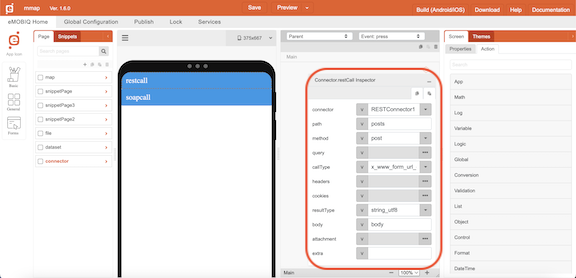 mmap
Ver. 1.6.0
Save
Preview
Build (Android/iOS)
Download
Help
Documentation
eMOBIQ Home
Global Configuration
Publish
Lock
Services
Page
Snippets
Search pages
map
snippetPage
snippetPage3
snippetPage2
file
dataset
connector
Basic
General
Forms
375x667
restcall
soapcall
Parent
Event: press
Main
Connector.restCall Inspector
connector
v
RESTConnector1
path
v
posts
method
v
post
query
v
callType
v
x_www_form_url_
headers
v
cookies
v
resultType
v
string_utf8
body
v
body
attachment
v
extra
v
Main
100%
Screen
Themes
Properties
Action
Search
App
Math
Log
Variable
Logic
Global
Conversion
Validation
List
Object
Control
Format
DateTime